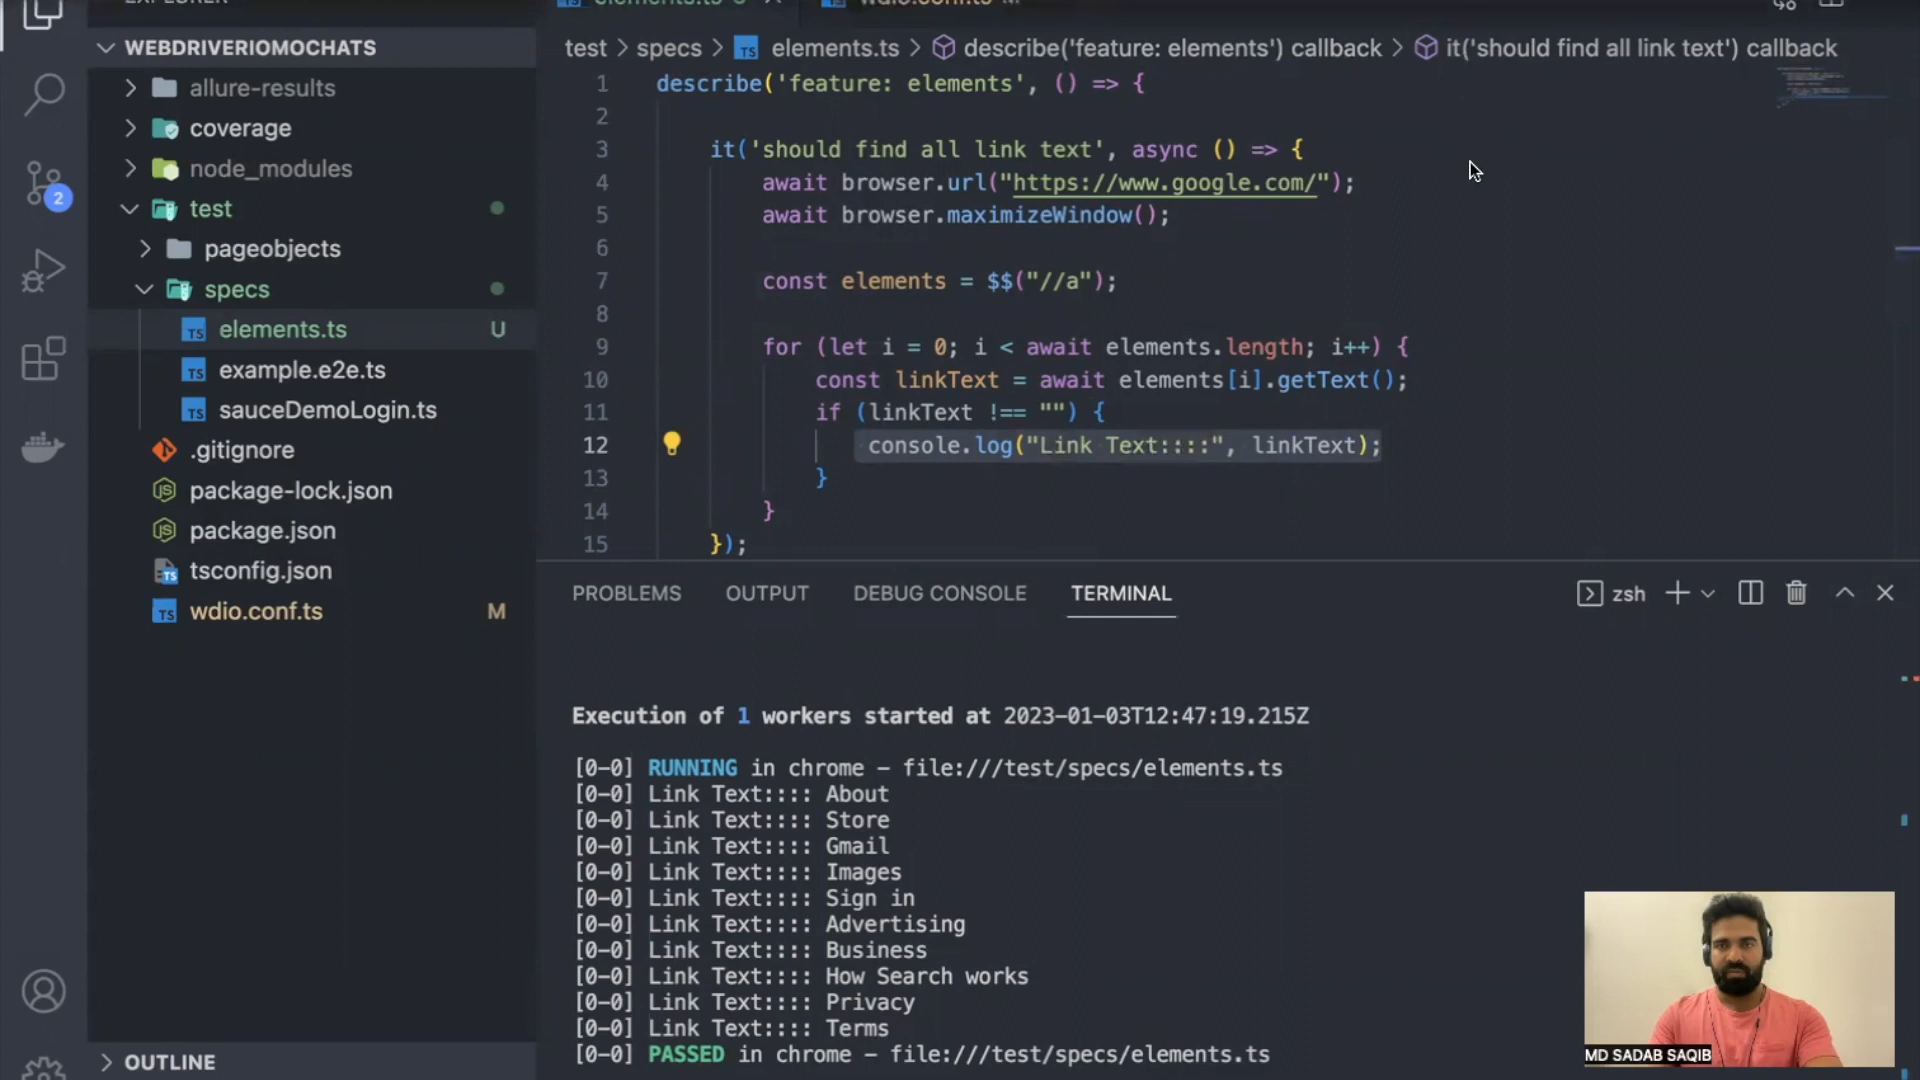 EXPLORER
elements.ts U
wdio.conf.ts M
WEBDRIVERIOMOCHATS
allure-results
coverage
node_modules
test
pageobjects
specs
elements.ts U
example.e2e.ts
sauceDemoLogin.ts
.gitignore
package-lock.json
package.json
tsconfig.json
wdio.conf.ts M
OUTLINE
2
test > specs > TS elements.ts > describe('feature: elements') callback > it('should find all link text') callback
1 describe('feature: elements', () => {
2
3 it('should find all link text', async () => {
4 await browser.url("https://www.google.com/");
5 await browser.maximizeWindow();
6
7 const elements = $$("//a");
8
9 for (let i = 0; i < await elements.length; i++) {
10 const linkText = await elements[i].getText();
11 if (linkText !== "") {
12 console.log("Link Text::::", linkText);
13 }
14 }
15 });
PROBLEMS OUTPUT DEBUG CONSOLE TERMINAL zsh
Execution of 1 workers started at 2023-01-03T12:47:19.215Z
[0-0] RUNNING in chrome - file:///test/specs/elements.ts
[0-0] Link Text:::: About
[0-0] Link Text:::: Store
[0-0] Link Text:::: Gmail
[0-0] Link Text:::: Images
[0-0] Link Text:::: Sign in
[0-0] Link Text:::: Advertising
[0-0] Link Text:::: Business
[0-0] Link Text:::: How Search works
[0-0] Link Text:::: Privacy
[0-0] Link Text:::: Terms
[0-0] PASSED in chrome - file:///test/specs/elements.ts
MD SADAB SAQIB